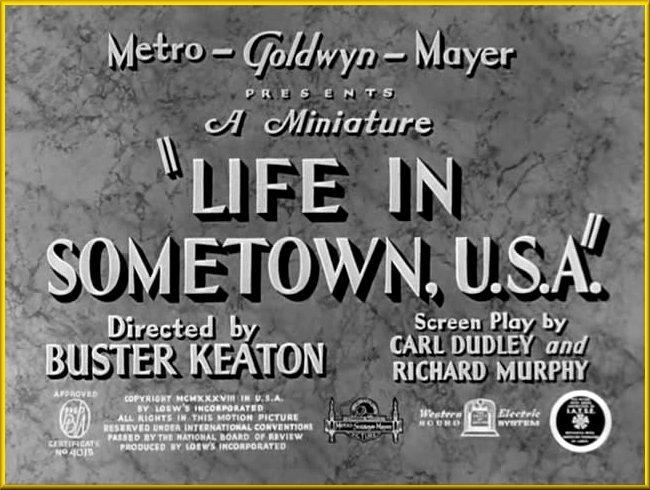 Metro-Goldwyn-Mayer
PRESENTS
A Miniature
"LIFE IN
SOMETOWN, U.S.A."
Directed by
BUSTER KEATON
Screen Play by
CARL DUDLEY and
RICHARD MURPHY
APPROVED
CERTIFICATE
No. 4015
COPYRIGHT MCMXXXVIII IN U.S.A.
BY LOEW'S INCORPORATED
ALL RIGHTS IN THIS MOTION PICTURE
RESERVED UNDER INTERNATIONAL CONVENTIONS
PASSED BY THE NATIONAL BOARD OF REVIEW
PRODUCED BY LOEW'S INCORPORATED
Metro Goldwyn Mayer
PICTURE
Western Electric
SOUND SYSTEM
I.A.T.S.E.